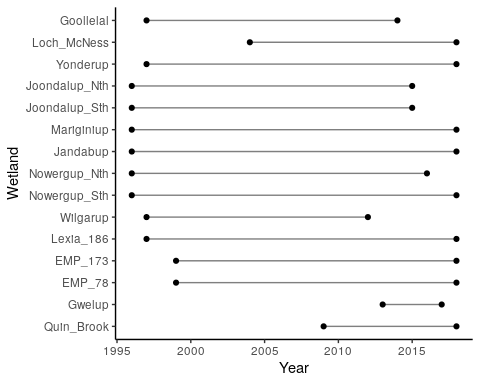 Goollelal
Loch_McNess
Yonderup
Joondalup_Nth
Joondalup_Sth
Mariginiup
Jandabup
Nowergup_Nth
Nowergup_Sth
Wilgarup
Lexia_186
EMP_173
EMP_78
Gwelup
Quin_Brook
Wetland
1995 2000 2005 2010 2015
Year